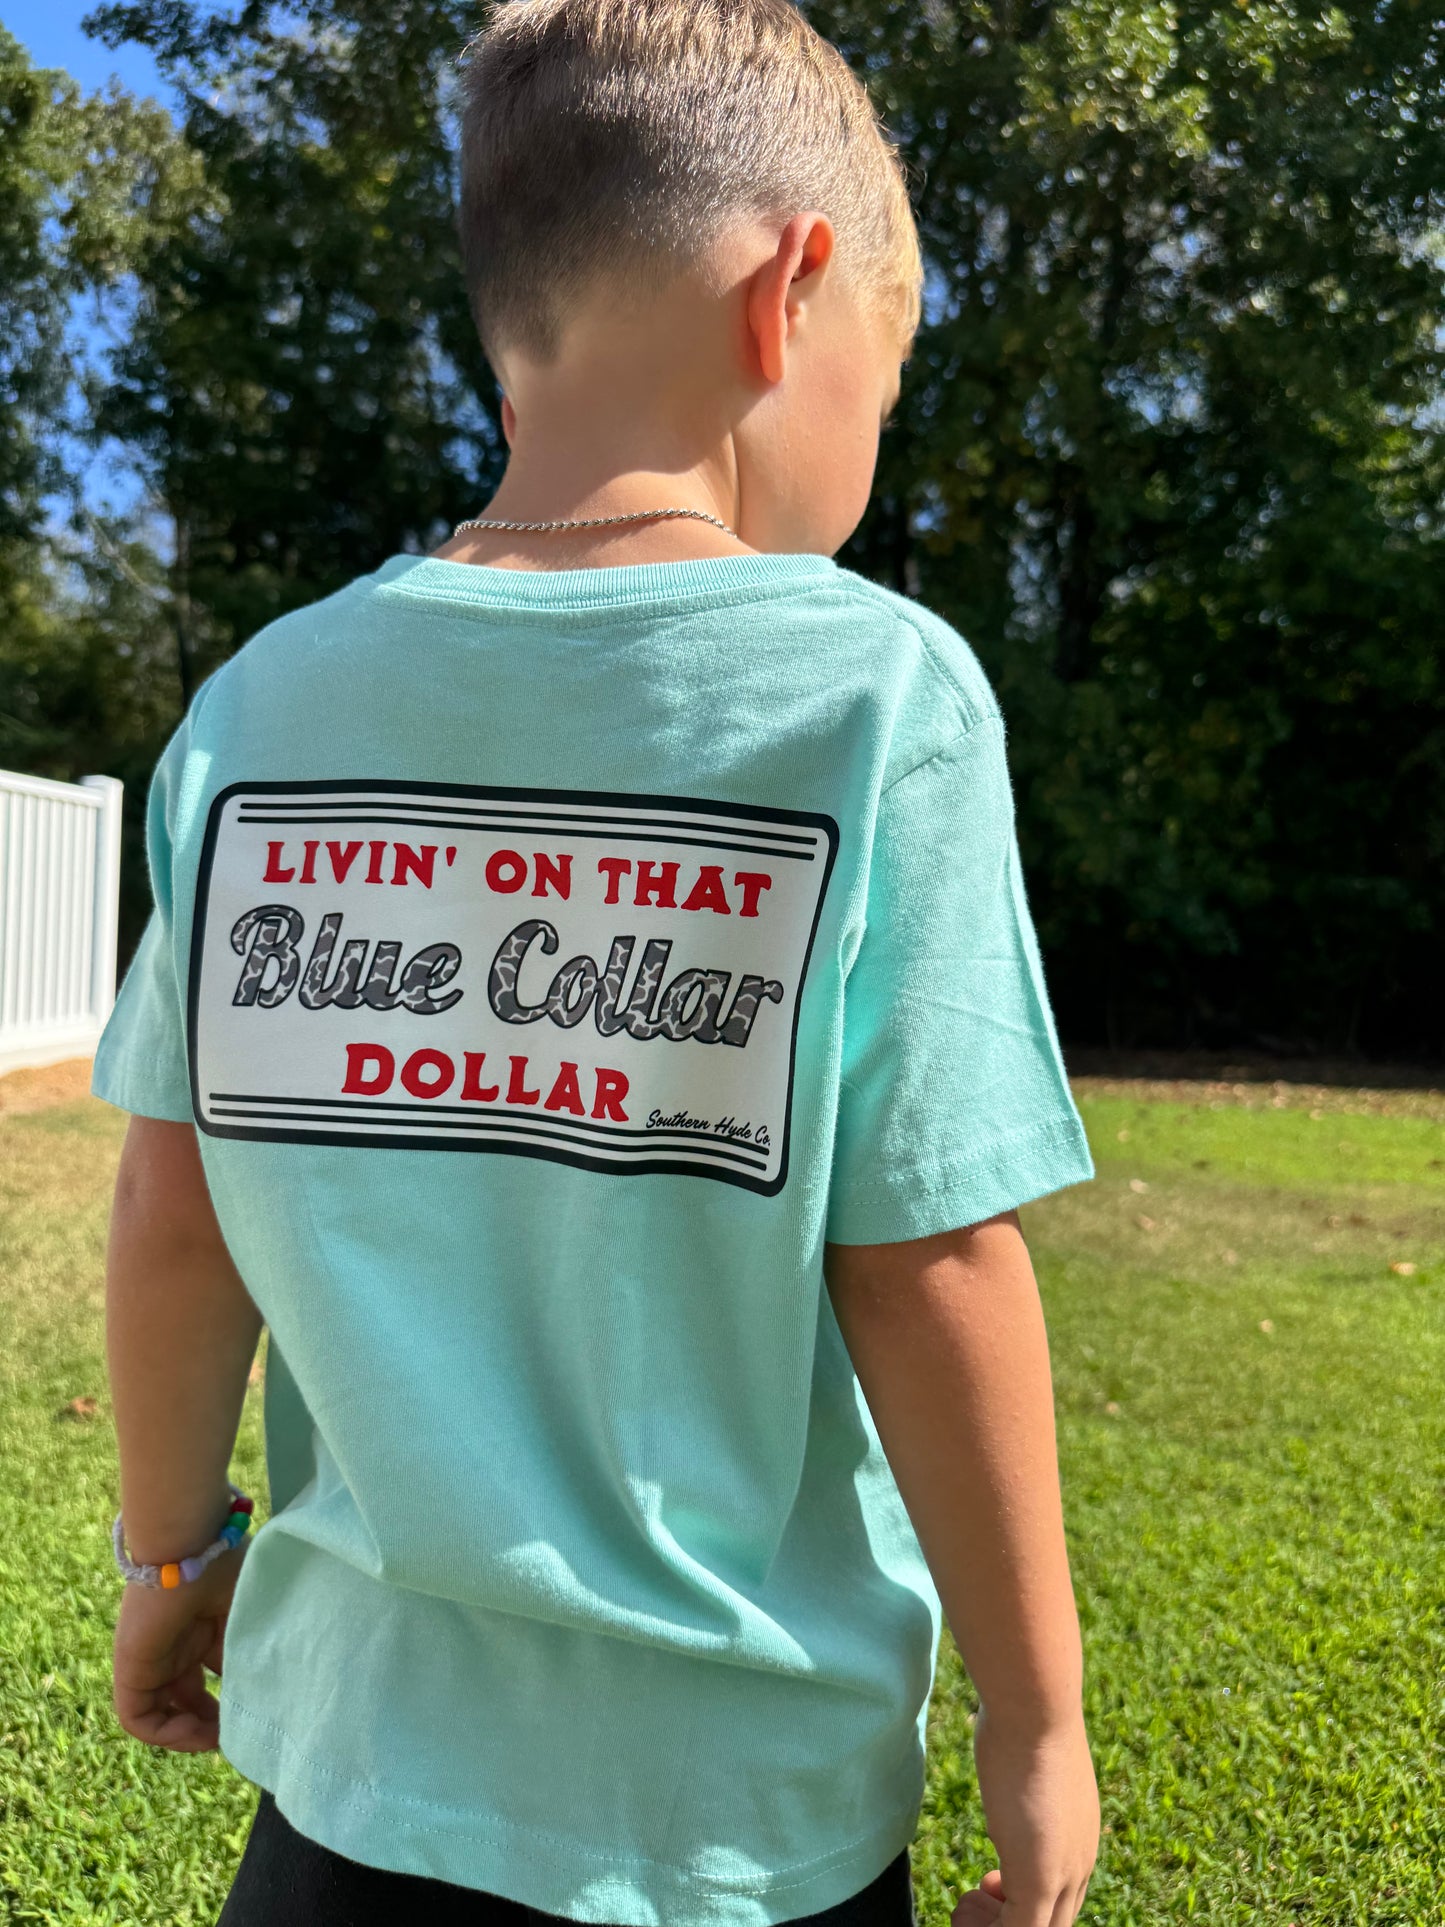 LIVIN' ON THAT
Blue Collar
DOLLAR
Southern Hyde Co.